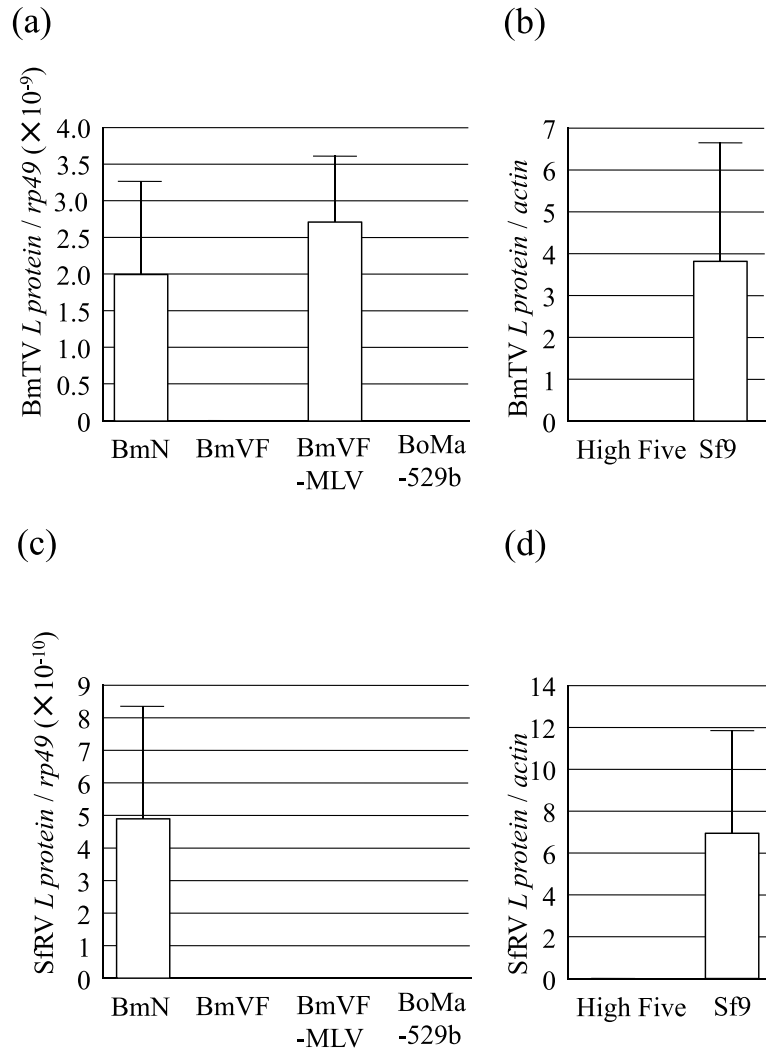 (a)
BmTV L protein / rp49 (×10-9)
4.0
3.5
3.0
2.5
2.0
1.5
1.0
0.5
0
BmN BmVF BmVF BoMa
-MLV -529b
(b)
BmTV L protein / actin
7
6
5
4
3
2
1
0
High Five Sf9
(c)
SfRV L protein / rp49 (×10-10)
9
8
7
6
5
4
3
2
1
0
BmN BmVF BmVF BoMa
-MLV -529b
(d)
SfRV L protein / actin
14
12
10
8
6
4
2
0
High Five Sf9